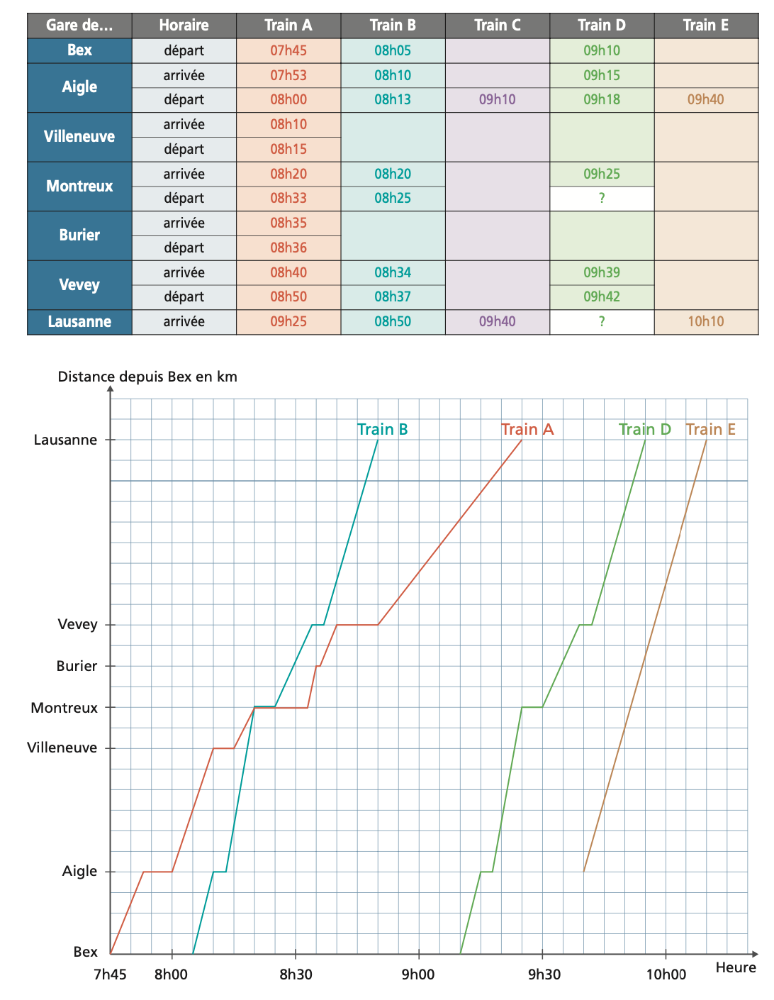 Gare de... Horaire Train A Train B Train C Train D Train E
Bex départ 07h45 08h05 09h10
Aigle arrivée 07h53 08h10 09h15
départ 08h00 08h13 09h10 09h18 09h40
Villeneuve arrivée 08h10
départ 08h15
Montreux arrivée 08h20 08h20 09h25
départ 08h33 08h25 ?
Burier arrivée 08h35
départ 08h36
Vevey arrivée 08h40 08h34 09h39
départ 08h50 08h37 09h42
Lausanne arrivée 09h25 08h50 09h40 ? 10h10
Distance depuis Bex en km
Train B Train A Train D Train E
Lausanne
Vevey
Burier
Montreux
Villeneuve
Aigle
Bex
Heure
7h45 8h00 8h30 9h00 9h30 10h00